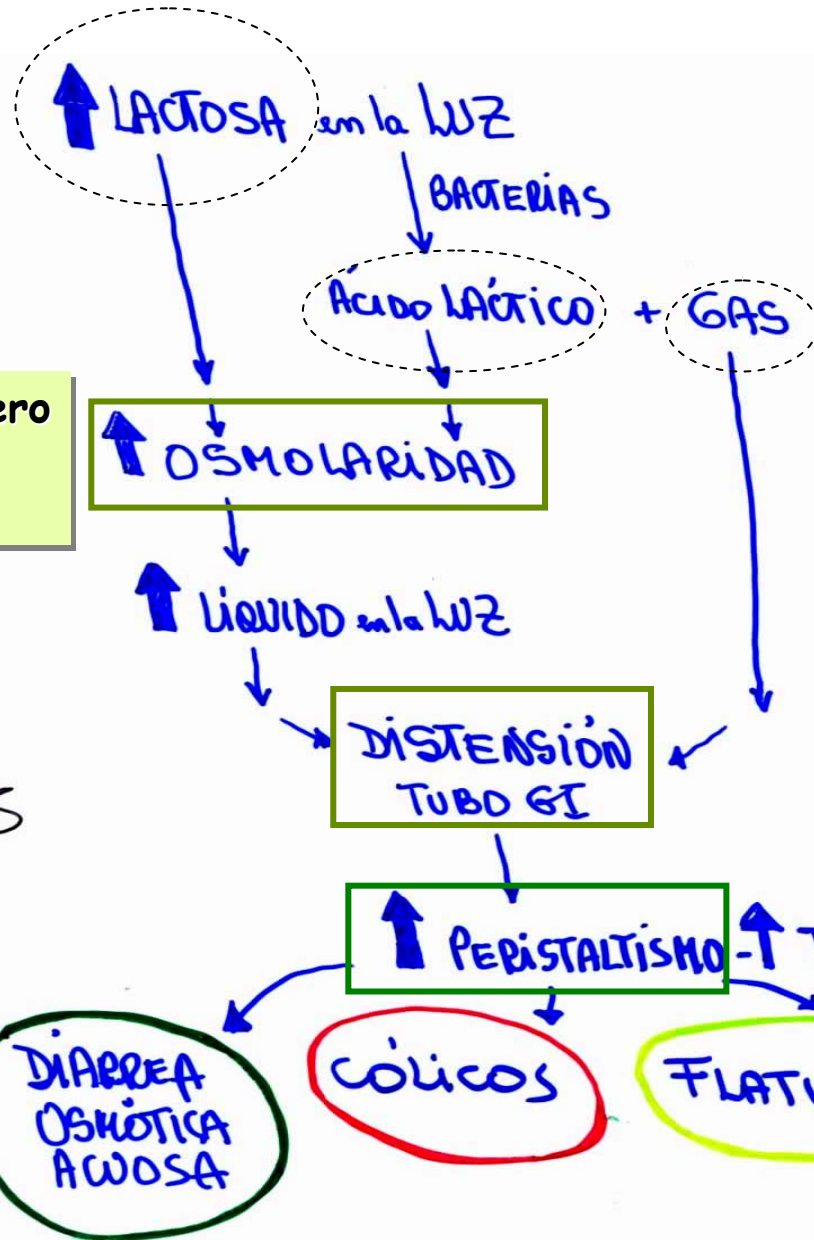 ↑ LACTOSA en la LUZ
BACTERIAS
ÁCIDO LÁCTICO + GAS
ero
↑ OSMOLARIDAD
↑ LÍQUIDO en la LUZ
DISTENSIÓN
TUBO GI
S
↑ PERISTALTISMO - ↑ T
DIARREA
OSMÓTICA
ACUOSA
CÓLICOS
FLATU